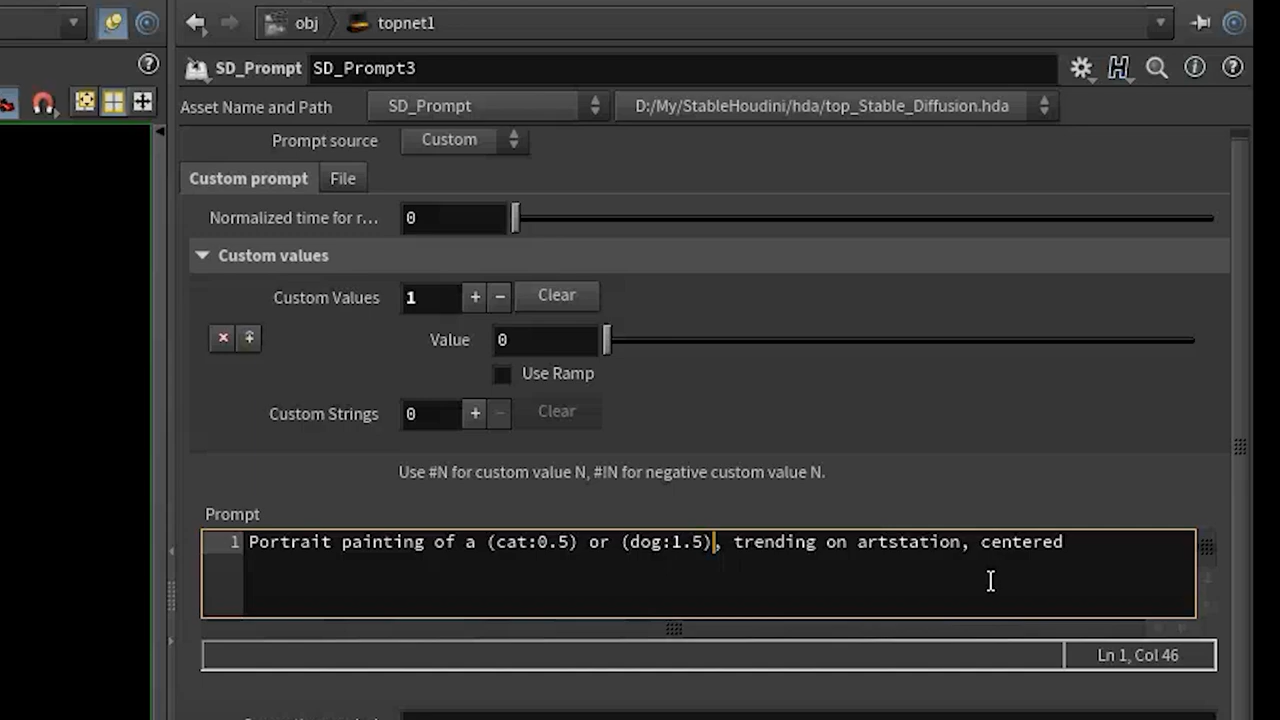 obj topnet1
SD_Prompt SD_Prompt3
Asset Name and Path SD_Prompt D:/My/StableHoudini/hda/top_Stable_Diffusion.hda
Prompt source Custom
Custom prompt File
Normalized time for r... 0
Custom values
Custom Values 1 + − Clear
Value 0
Use Ramp
Custom Strings 0 + − Clear
Use #N for custom value N, #!N for negative custom value N.
Prompt
1 Portrait painting of a (cat:0.5) or (dog:1.5), trending on artstation, centered
Ln 1, Col 46